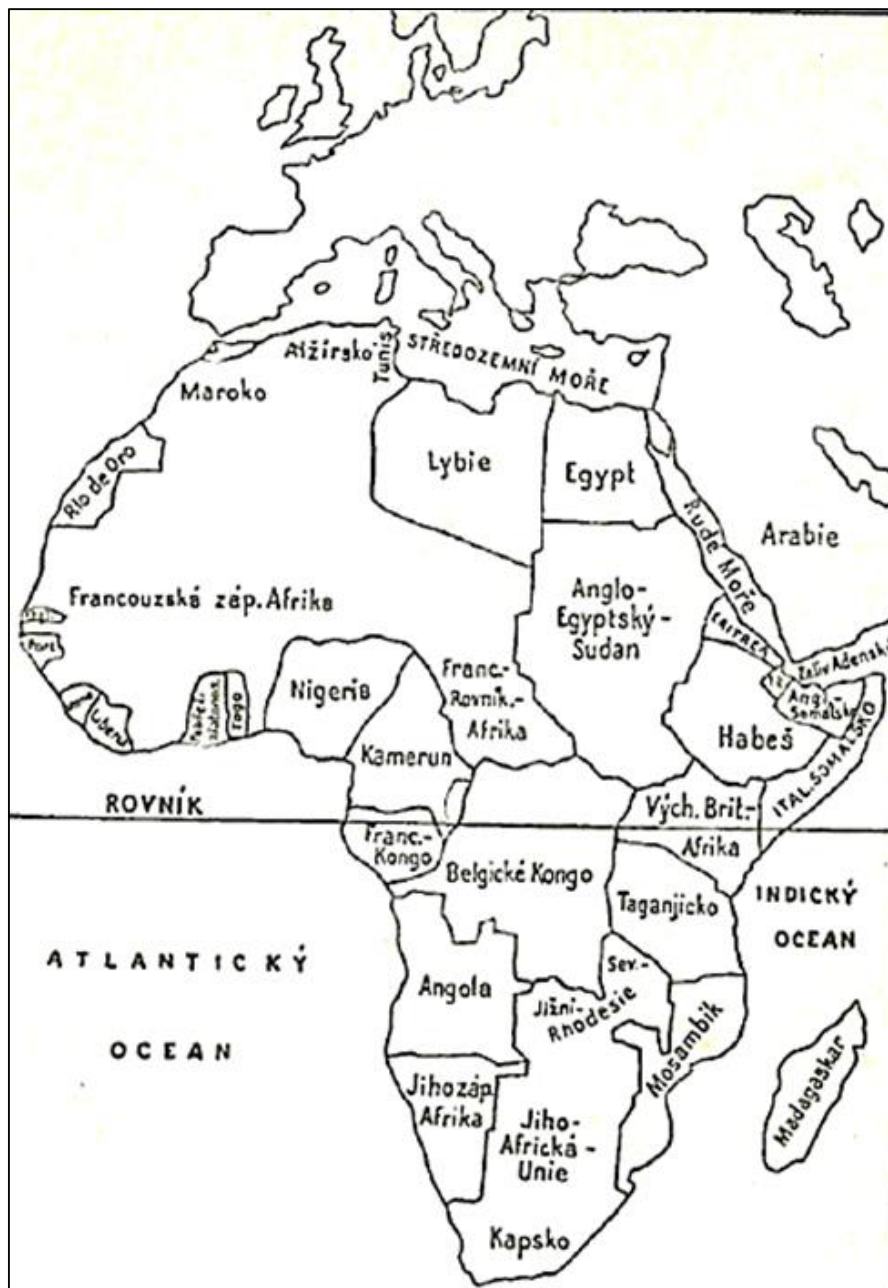 Alžírsko
Tunis
STŘEDOZEMNÍ MOŘE
Maroko
Rio de Oro
Lybie
Egypt
Rudé Moře
Arabie
Francouzská záp. Afrika
Anglo-
Egyptský-
Sudan
ERITREA
Záliv Adenský
Port.
Liberia
Togo
Nigeria
Franc.-
Rovník.-
Afrika
Angl.
Somalsko
Habeš
ITAL. SOMALSKO
Kamerun
ROVNÍK
Vých. Brit.-
Afrika
Franc.-
Kongo
Belgické Kongo
Taganjicko
INDICKÝ
OCEAN
ATLANTICKÝ
OCEAN
Angola
Sev.-
Jižní-
Rhodesie
Mosambik
Madagaskar
Jihozáp.
Afrika
Jiho-
Africká-
Unie
Kapsko